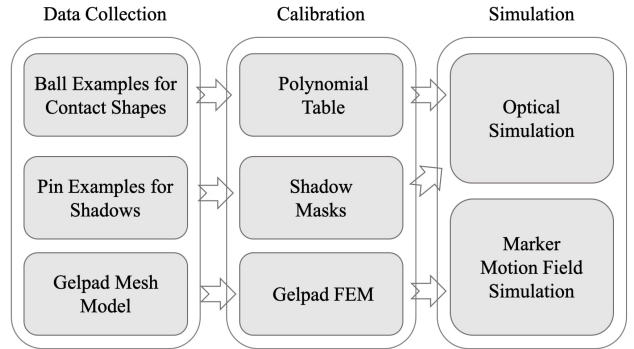 Data Collection
Calibration
Simulation
Ball Examples for
Contact Shapes
Polynomial
Table
Optical
Simulation
Pin Examples for
Shadows
Shadow
Masks
Marker
Motion Field
Simulation
Gelpad Mesh
Model
Gelpad FEM